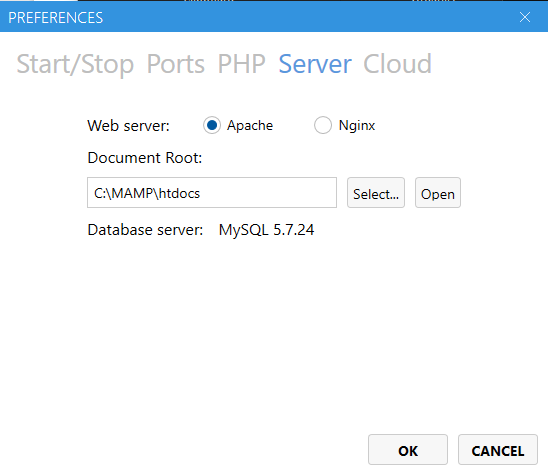 PREFERENCES
Start/Stop Ports PHP Server Cloud
Web server: Apache Nginx
Document Root:
C:\MAMP\htdocs Select... Open
Database server: MySQL 5.7.24
OK CANCEL